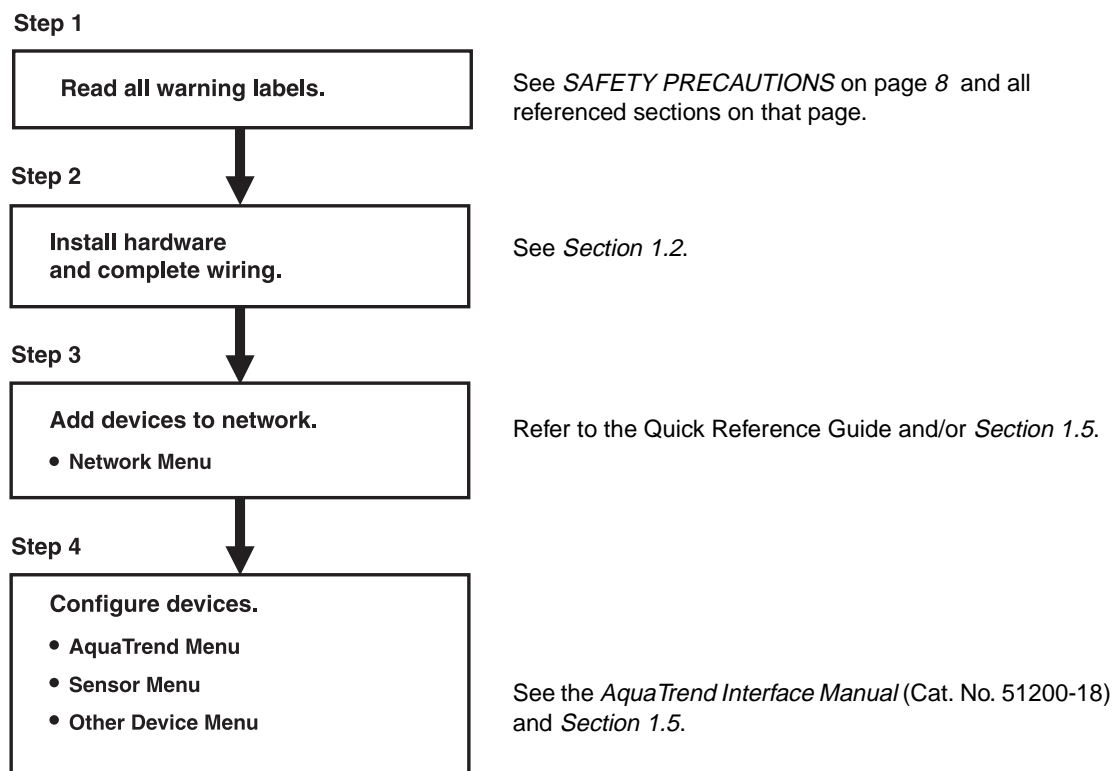 Step 1
Read all warning labels.
See SAFETY PRECAUTIONS on page 8 and all
referenced sections on that page.
Step 2
Install hardware
and complete wiring.
See Section 1.2.
Step 3
Add devices to network.
• Network Menu
Refer to the Quick Reference Guide and/or Section 1.5.
Step 4
Configure devices.
• AquaTrend Menu
• Sensor Menu
• Other Device Menu
See the AquaTrend Interface Manual (Cat. No. 51200-18)
and Section 1.5.